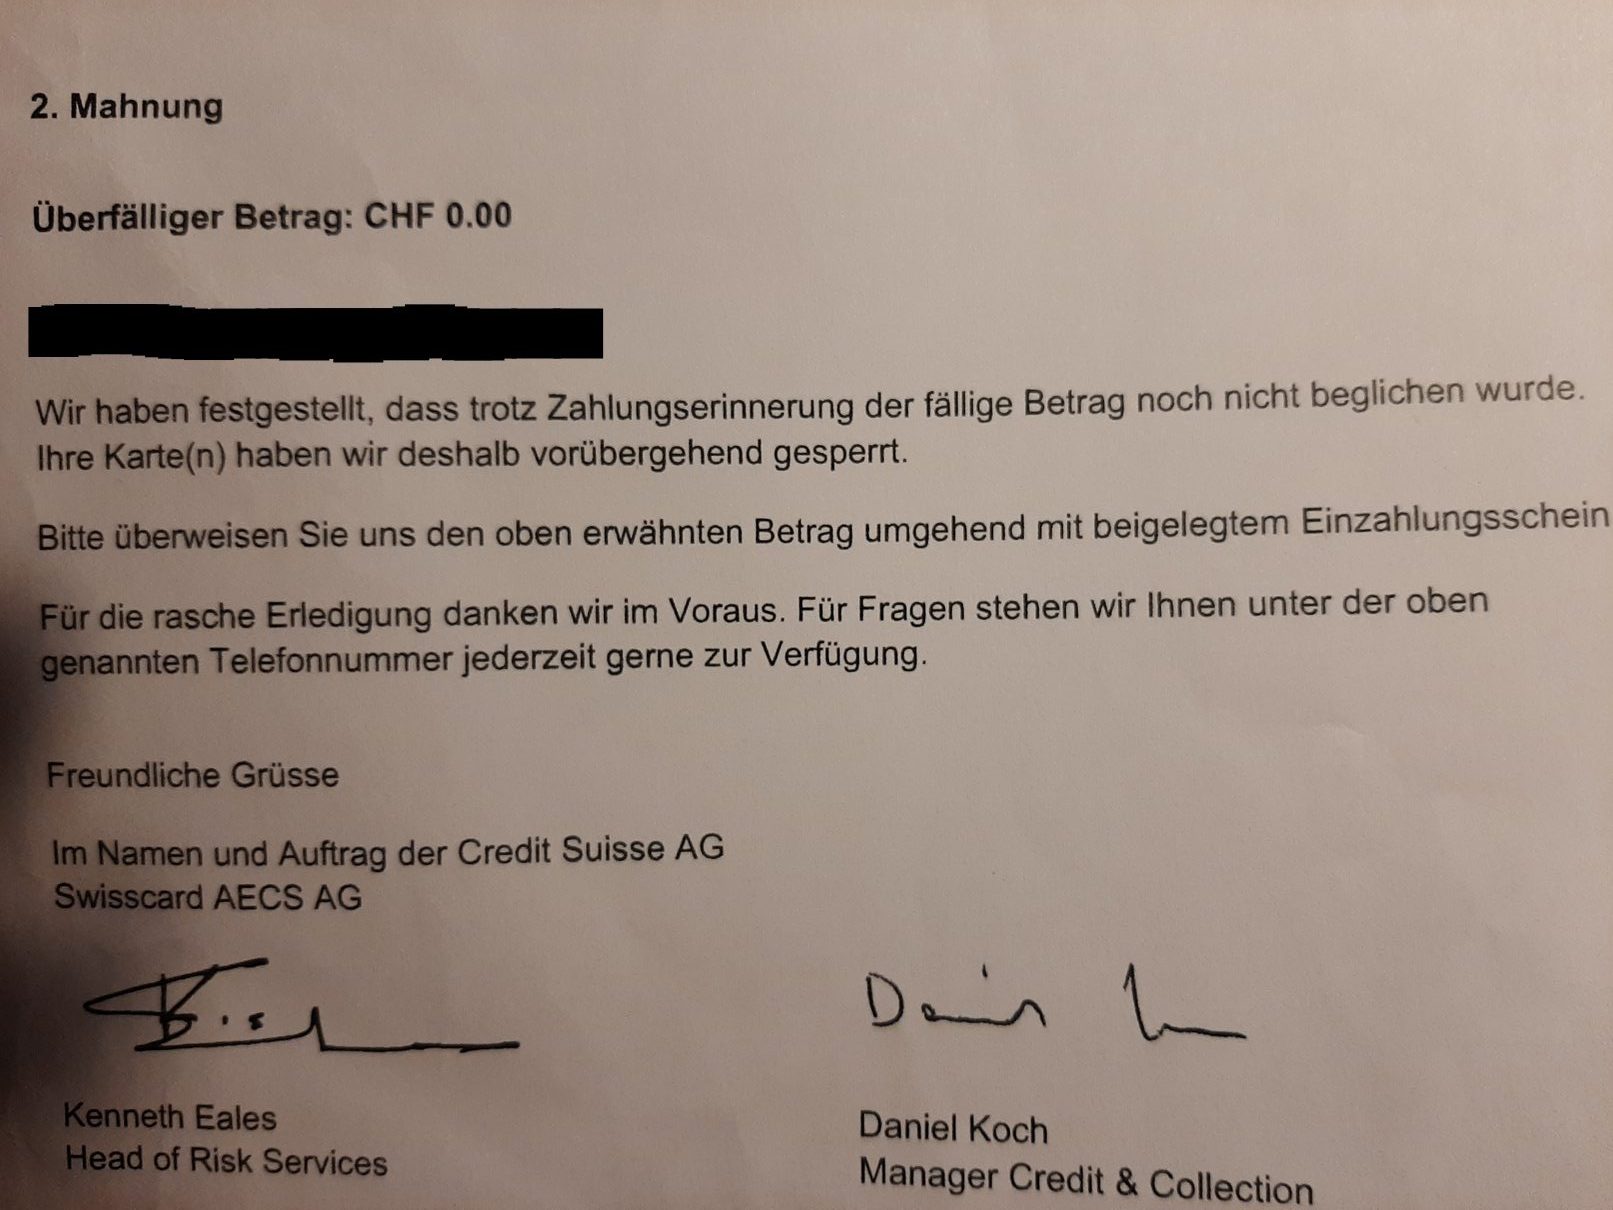 2. Mahnung
Überfälliger Betrag: CHF 0.00
Wir haben festgestellt, dass trotz Zahlungserinnerung der fällige Betrag noch nicht beglichen wurde.
Ihre Karte(n) haben wir deshalb vorübergehend gesperrt.
Bitte überweisen Sie uns den oben erwähnten Betrag umgehend mit beigelegtem Einzahlungsschein
Für die rasche Erledigung danken wir im Voraus. Für Fragen stehen wir Ihnen unter der oben
genannten Telefonnummer jederzeit gerne zur Verfügung.
Freundliche Grüsse
Im Namen und Auftrag der Credit Suisse AG
Swisscard AECS AG
Kenneth Eales
Head of Risk Services
Daniel Koch
Manager Credit & Collection